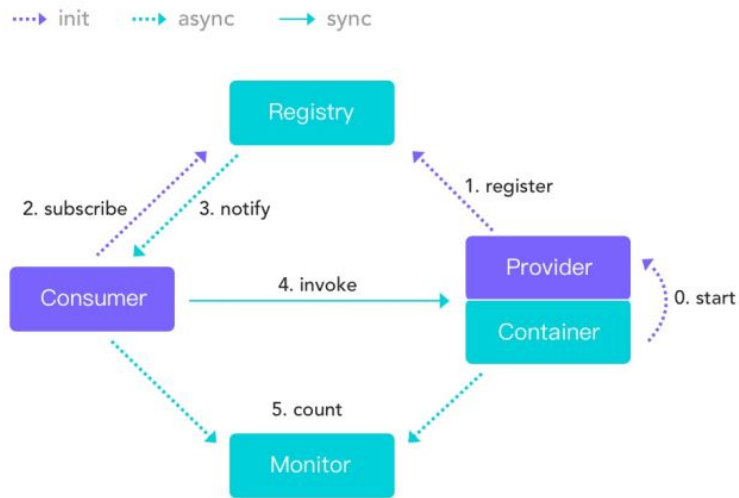 init async sync
Registry
1. register
2. subscribe
3. notify
Provider
Consumer
4. invoke
0. start
Container
5. count
Monitor